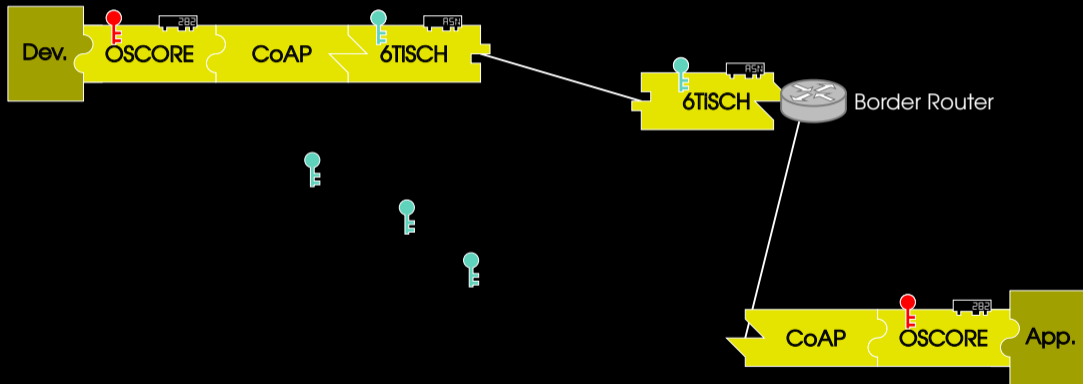 282
ASN
Dev.
OSCORE
CoAP
6TISCH
ASN
6TISCH
Border Router
282
CoAP
OSCORE
App.